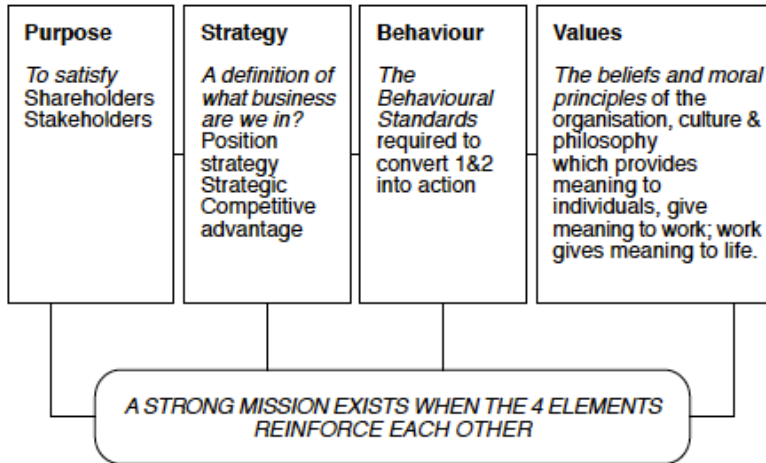 Purpose
To satisfy
Shareholders
Stakeholders
Strategy
A definition of
what business
are we in?
Position
strategy
Strategic
Competitive
advantage
Behaviour
The
Behavioural
Standards
required to
convert 1&2
into action
Values
The beliefs and moral
principles of the
organisation, culture &
philosophy
which provides
meaning to
individuals, give
meaning to work; work
gives meaning to life.
A STRONG MISSION EXISTS WHEN THE 4 ELEMENTS
REINFORCE EACH OTHER